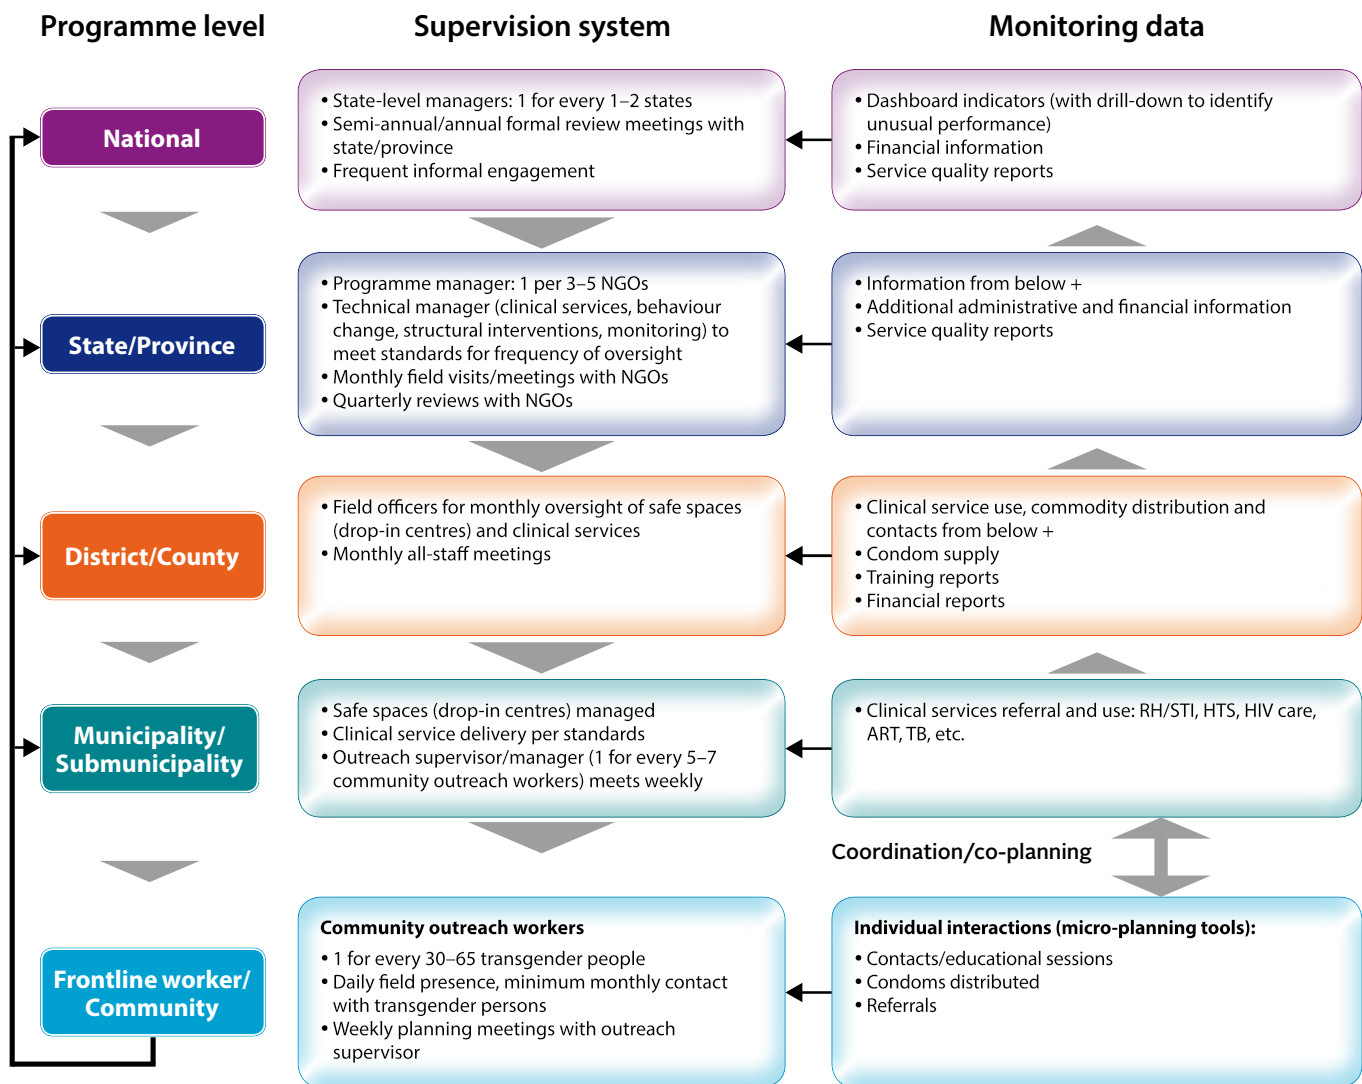 Programme level
Supervision system
Monitoring data
National
• State-level managers: 1 for every 1–2 states
• Semi-annual/annual formal review meetings with
state/province
• Frequent informal engagement
• Dashboard indicators (with drill-down to identify
unusual performance)
• Financial information
• Service quality reports
State/Province
• Programme manager: 1 per 3–5 NGOs
• Technical manager (clinical services, behaviour
change, structural interventions, monitoring) to
meet standards for frequency of oversight
• Monthly field visits/meetings with NGOs
• Quarterly reviews with NGOs
• Information from below +
• Additional administrative and financial information
• Service quality reports
District/County
• Field officers for monthly oversight of safe spaces
(drop-in centres) and clinical services
• Monthly all-staff meetings
• Clinical service use, commodity distribution and
contacts from below +
• Condom supply
• Training reports
• Financial reports
Municipality/
Submunicipality
• Safe spaces (drop-in centres) managed
• Clinical service delivery per standards
• Outreach supervisor/manager (1 for every 5–7
community outreach workers) meets weekly
• Clinical services referral and use: RH/STI, HTS, HIV care,
ART, TB, etc.
Coordination/co-planning
Frontline worker/
Community
Community outreach workers
• 1 for every 30–65 transgender people
• Daily field presence, minimum monthly contact
with transgender persons
• Weekly planning meetings with outreach
supervisor
Individual interactions (micro-planning tools):
• Contacts/educational sessions
• Condoms distributed
• Referrals